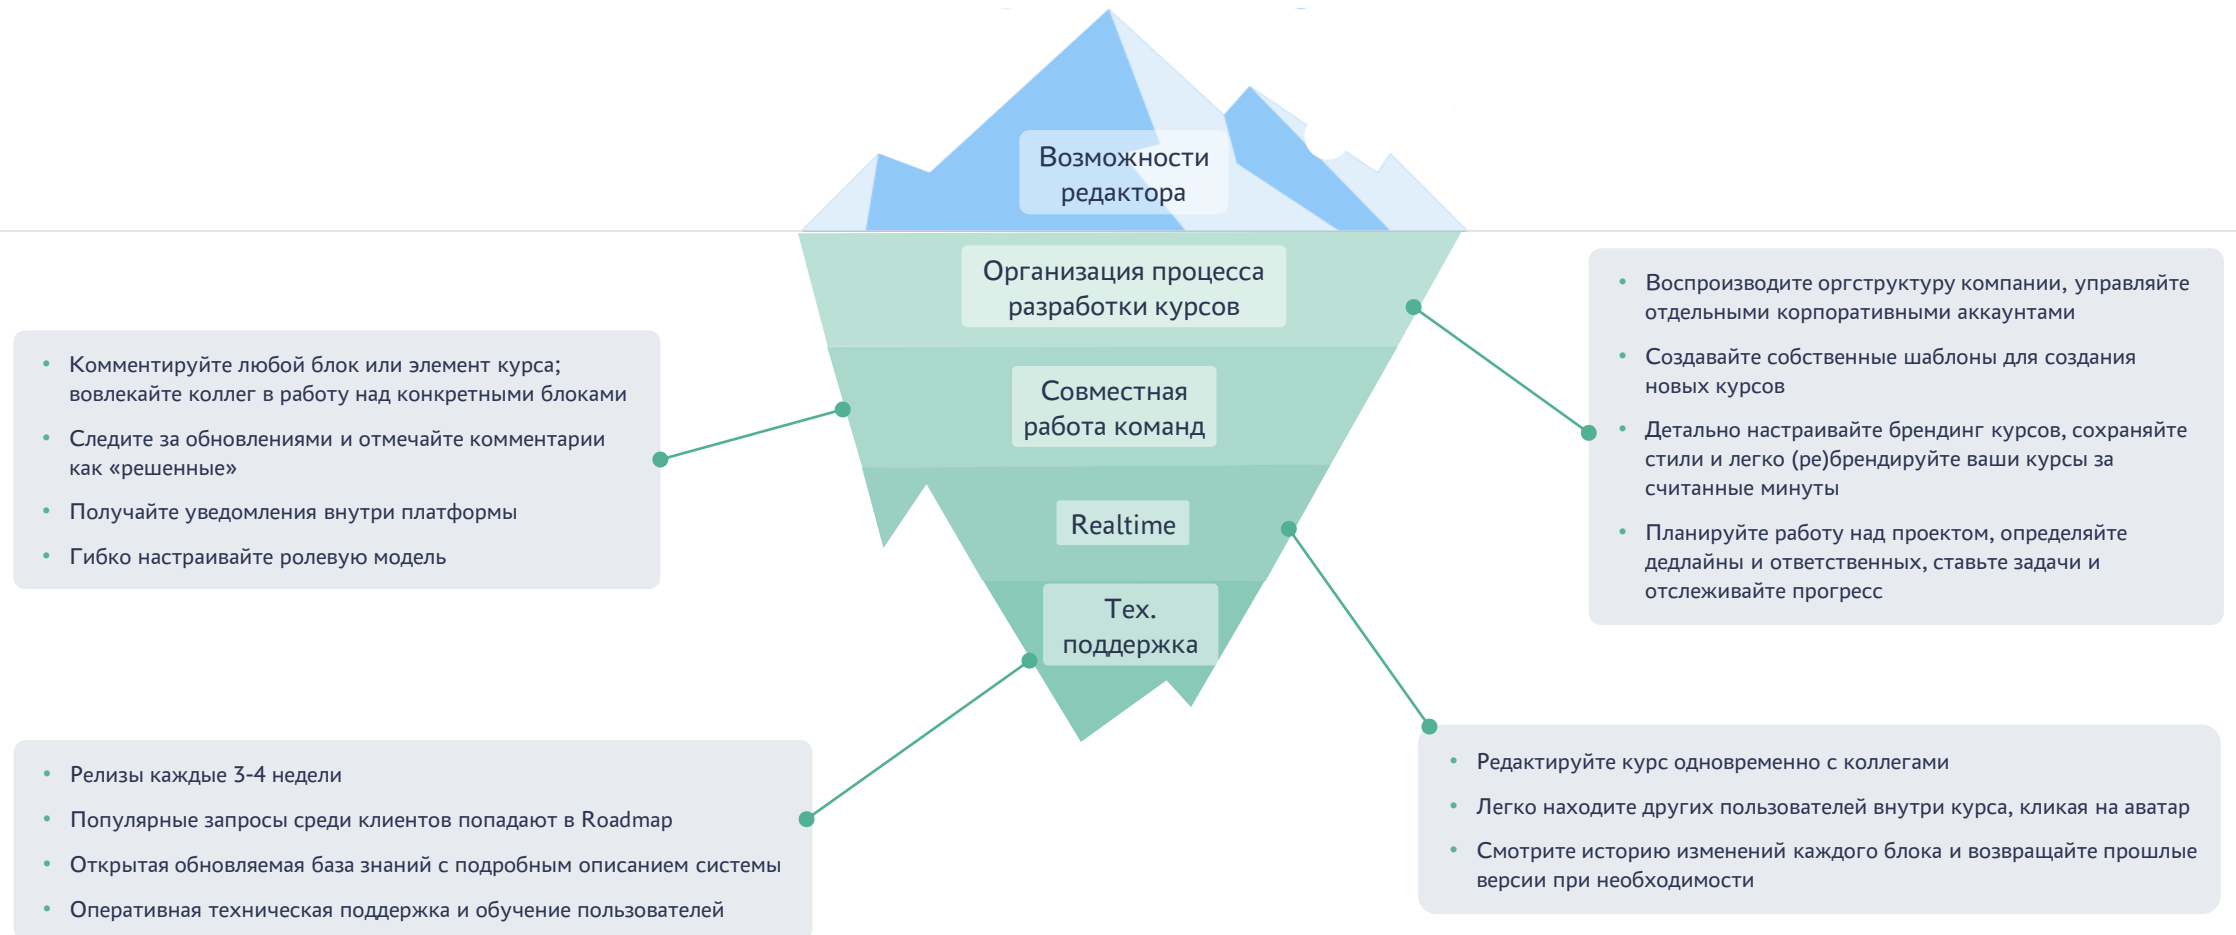 Возможности
редактора
Организация процесса
разработки курсов
Совместная
работа команд
Realtime
Тех.
поддержка
• Комментируйте любой блок или элемент курса;
вовлекайте коллег в работу над конкретными блоками
• Следите за обновлениями и отмечайте комментарии
как «решенные»
• Получайте уведомления внутри платформы
• Гибко настраивайте ролевую модель
• Воспроизводите оргструктуру компании, управляйте
отдельными корпоративными аккаунтами
• Создавайте собственные шаблоны для создания
новых курсов
• Детально настраивайте брендинг курсов, сохраняйте
стили и легко (ре)брендируйте ваши курсы за
считанные минуты
• Планируйте работу над проектом, определяйте
дедлайны и ответственных, ставьте задачи и
отслеживайте прогресс
• Релизы каждые 3-4 недели
• Популярные запросы среди клиентов попадают в Roadmap
• Открытая обновляемая база знаний с подробным описанием системы
• Оперативная техническая поддержка и обучение пользователей
• Редактируйте курс одновременно с коллегами
• Легко находите других пользователей внутри курса, кликая на аватар
• Смотрите историю изменений каждого блока и возвращайте прошлые
версии при необходимости